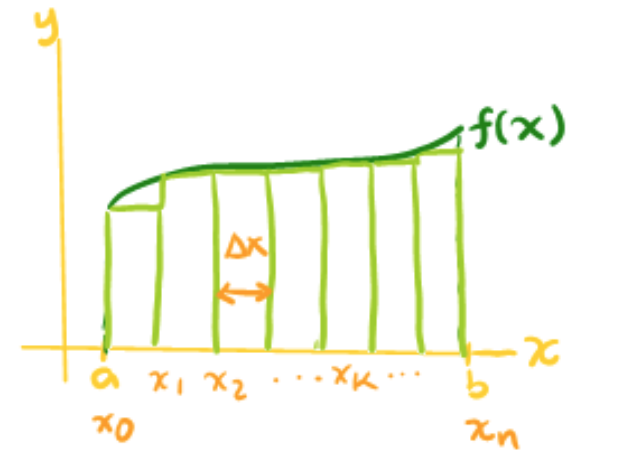 y
f(x)
Δx
x
a x₁ x₂ ... xₖ ... b
x₀ xₙ